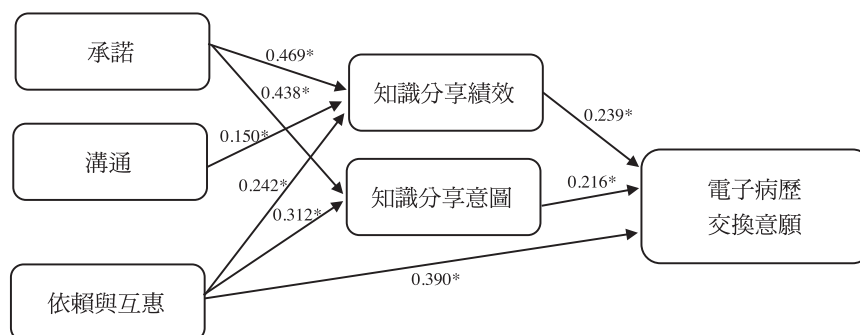 承諾
0.469*
知識分享績效
0.438*
0.239*
0.150*
溝通
0.242*
知識分享意圖
0.216*
電子病歷
交換意願
0.312*
0.390*
依賴與互惠